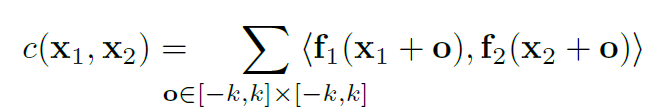 c(x₁, x₂) = ∑ ⟨f₁(x₁ + o), f₂(x₂ + o)⟩
o∈[−k,k]×[−k,k]